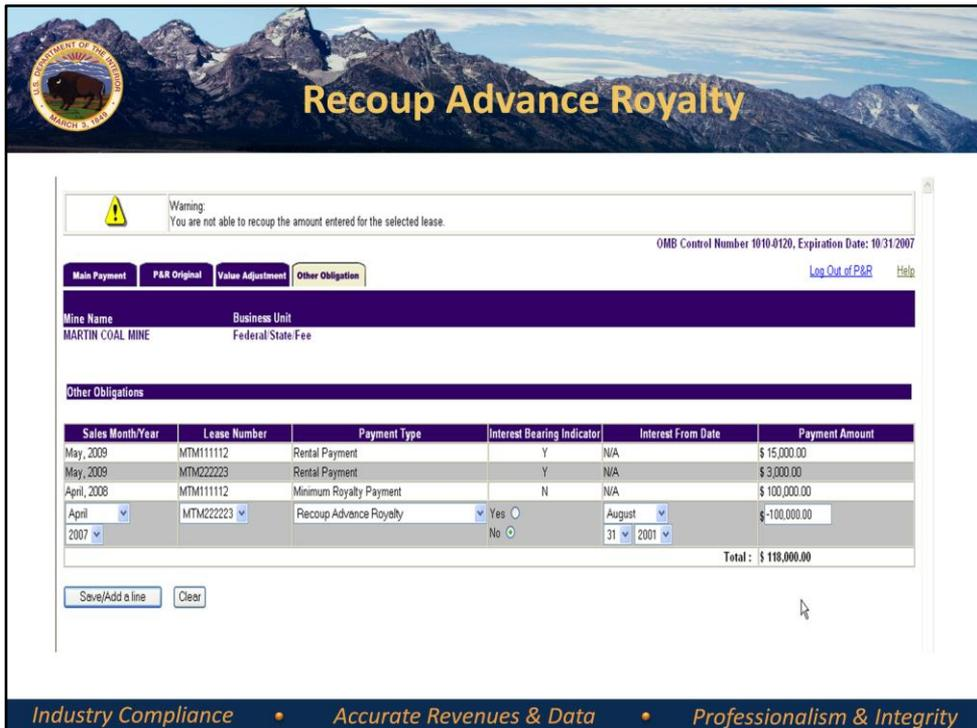 U.S. DEPARTMENT OF THE INTERIOR
MARCH 3, 1849
Recoup Advance Royalty
Warning:
You are not able to recoup the amount entered for the selected lease.
OMB Control Number 1010-0120, Expiration Date: 10/31/2007
Main Payment P&R Original Value Adjustment Other Obligation Log Out of P&R Help
Mine Name Business Unit
MARTIN COAL MINE Federal/State/Fee
Other Obligations
Sales Month/Year Lease Number Payment Type Interest Bearing Indicator Interest From Date Payment Amount
May, 2009 MTM111112 Rental Payment Y N/A $ 15,000.00
May, 2009 MTM222223 Rental Payment Y N/A $ 3,000.00
April, 2008 MTM111112 Minimum Royalty Payment N N/A $ 100,000.00
April MTM222223 Recoup Advance Royalty Yes August $ -100,000.00
2007 No 31 2001
Total : $ 118,000.00
Save/Add a line Clear
Industry Compliance • Accurate Revenues & Data • Professionalism & Integrity